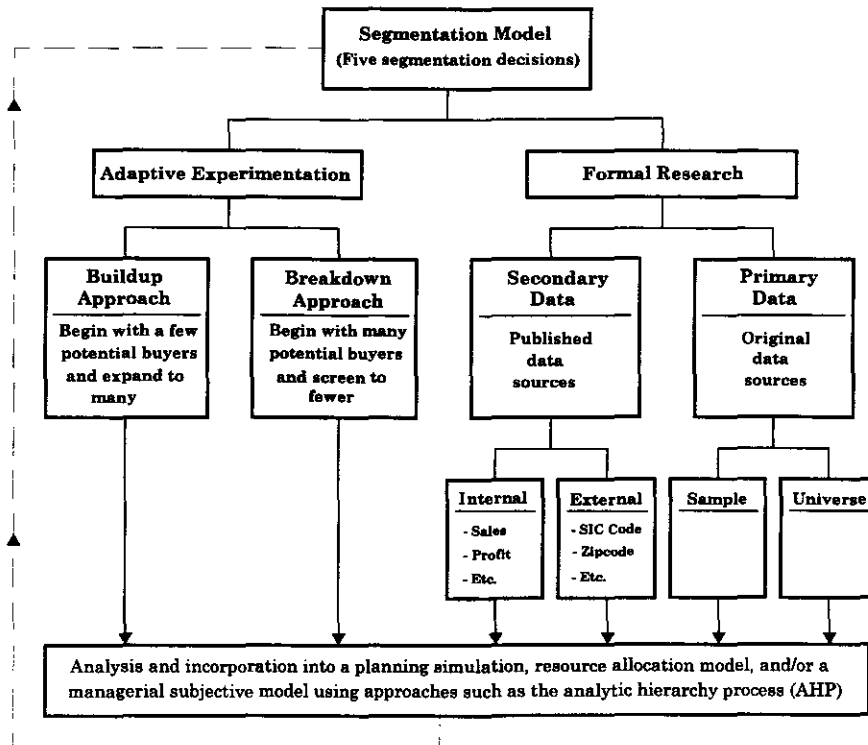 Segmentation Model
(Five segmentation decisions)
Adaptive Experimentation
Formal Research
Buildup
Approach
Begin with a few
potential buyers
and expand to
many
Breakdown
Approach
Begin with many
potential buyers
and screen to
fewer
Secondary
Data
Published
data
sources
Primary
Data
Original
data
sources
Internal
- Sales
- Profit
- Etc.
External
- SIC Code
- Zipcode
- Etc.
Sample
Universe
Analysis and incorporation into a planning simulation, resource allocation model, and/or a
managerial subjective model using approaches such as the analytic hierarchy process (AHP)